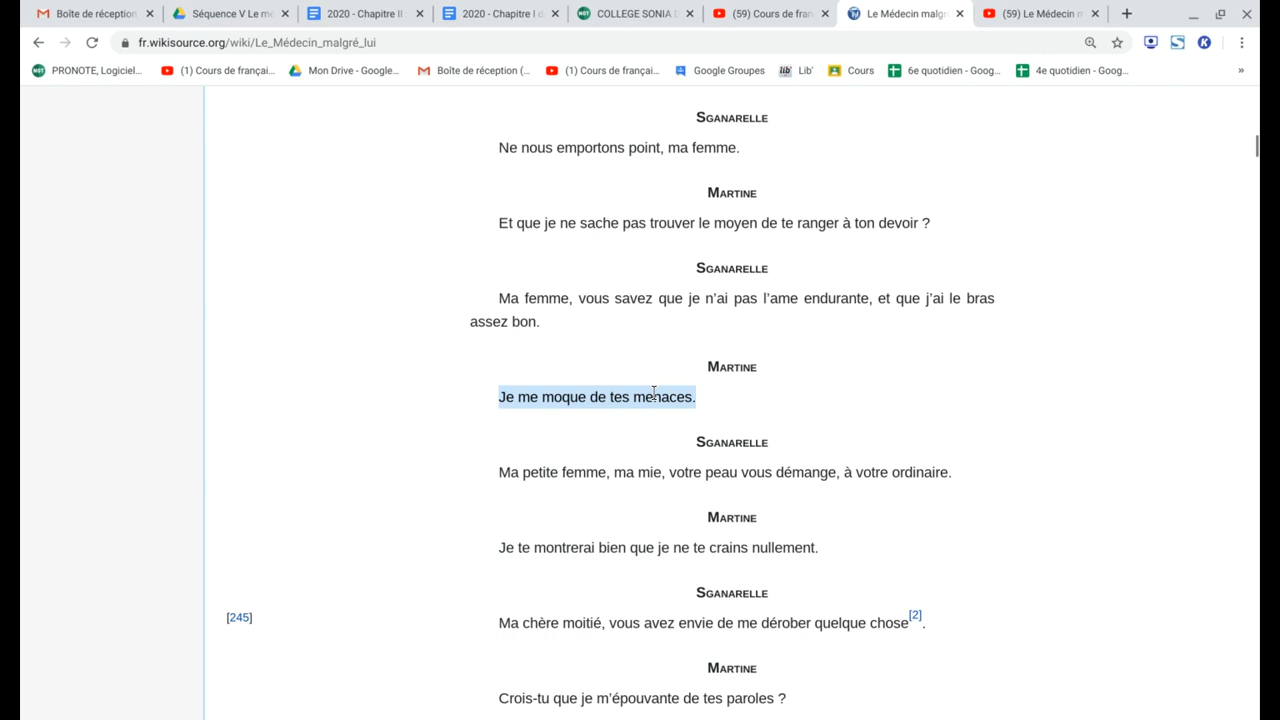 Boîte de réception
Séquence V Le m
2020 - Chapitre II
2020 - Chapitre I d
COLLEGE SONIA D
(59) Cours de fran
Le Médecin malgr
(59) Le Médecin m
fr.wikisource.org/wiki/Le_Médecin_malgré_lui
PRONOTE, Logiciel...
(1) Cours de françai...
Mon Drive - Google...
Boîte de réception (...
(1) Cours de françai...
Google Groupes
Lib'
Cours
6e quotidien - Goog...
4e quotidien - Goog...
»
Sganarelle
Ne nous emportons point, ma femme.
Martine
Et que je ne sache pas trouver le moyen de te ranger à ton devoir ?
Sganarelle
Ma femme, vous savez que je n’ai pas l’ame endurante, et que j’ai le bras
assez bon.
Martine
Je me moque de tes menaces.
Sganarelle
Ma petite femme, ma mie, votre peau vous démange, à votre ordinaire.
Martine
Je te montrerai bien que je ne te crains nullement.
Sganarelle
[245]
Ma chère moitié, vous avez envie de me dérober quelque chose[2].
Martine
Crois-tu que je m’épouvante de tes paroles ?